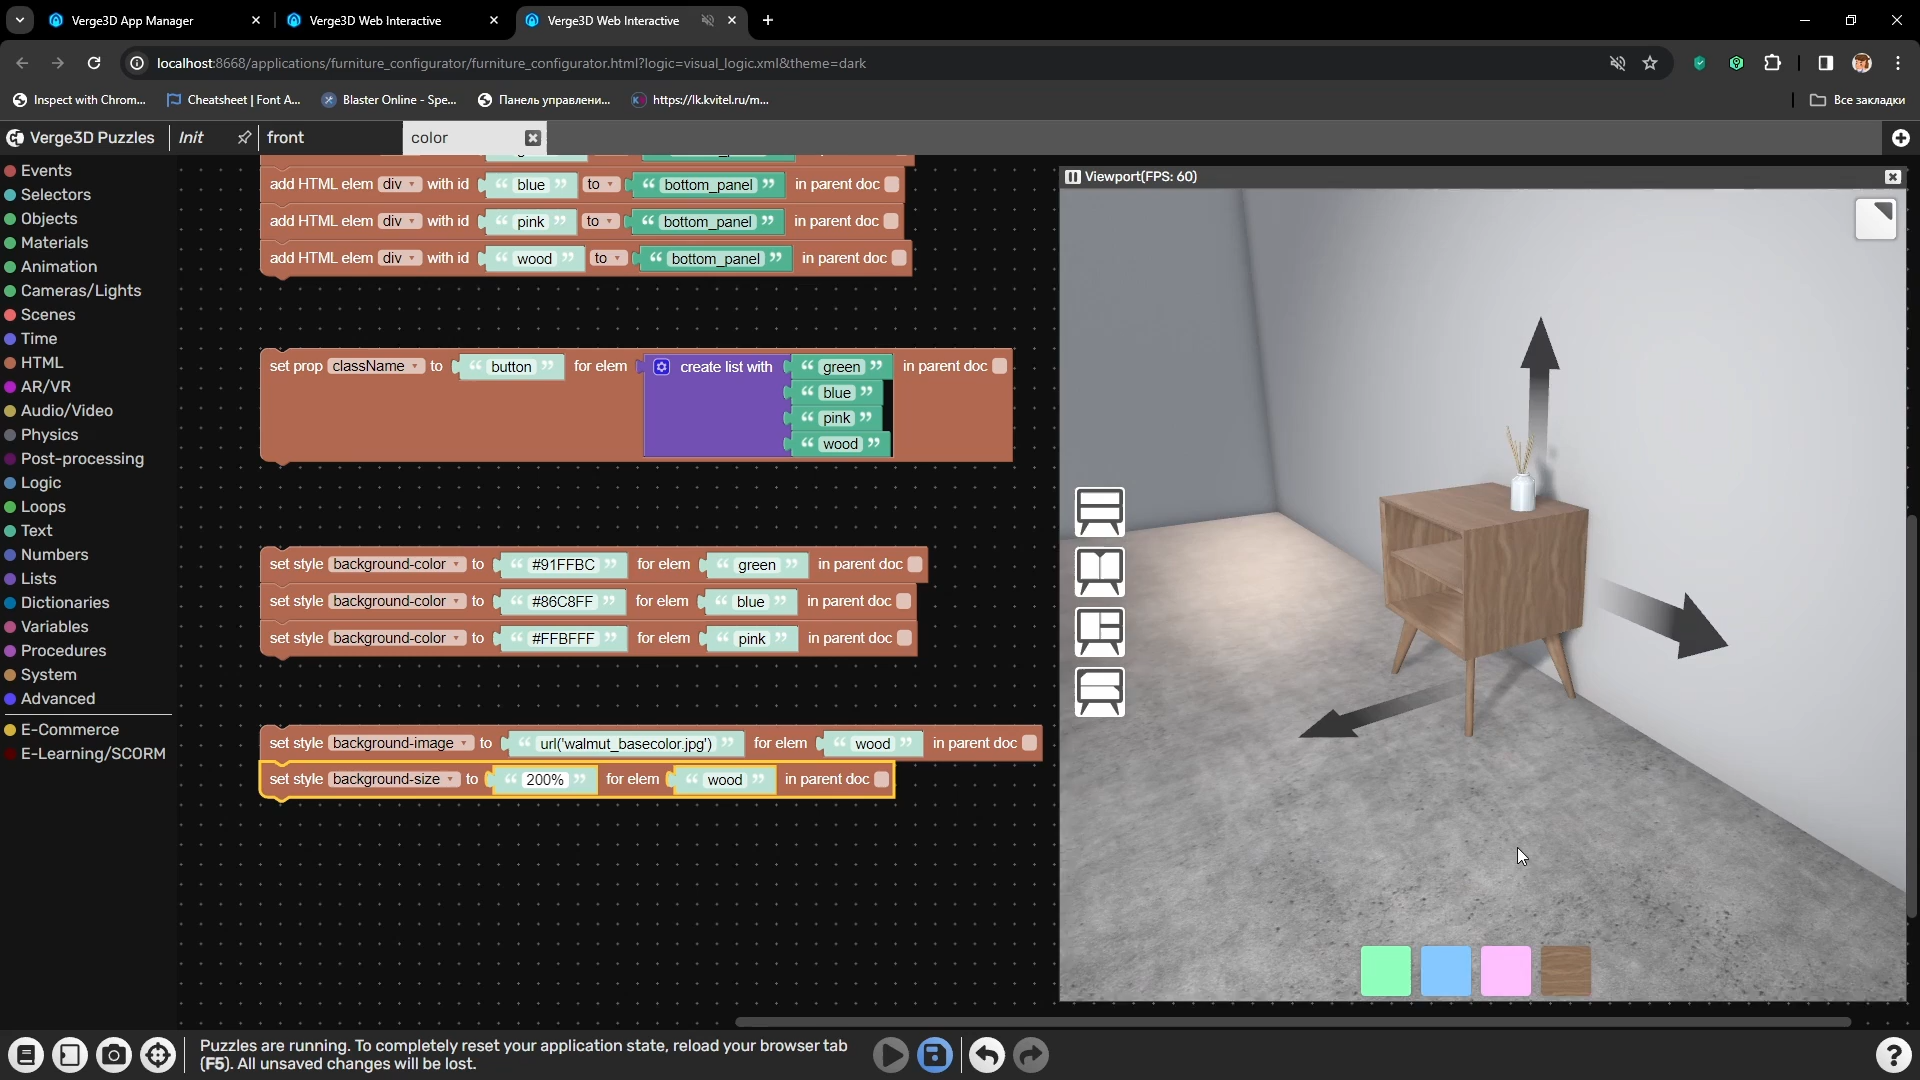 Verge3D App Manager
Verge3D Web Interactive
Verge3D Web Interactive
localhost:8668/applications/furniture_configurator/furniture_configurator.html?logic=visual_logic.xml&theme=dark
Inspect with Chrom...
Cheatsheet | Font A...
Blaster Online - Spe...
Панель управлени...
https://lk.kvitel.ru/m...
Все закладки
Verge3D Puzzles
Init
front
color
Events
Selectors
Objects
Materials
Animation
Cameras/Lights
Scenes
Time
HTML
AR/VR
Audio/Video
Physics
Post-processing
Logic
Loops
Text
Numbers
Lists
Dictionaries
Variables
Procedures
System
Advanced
E-Commerce
E-Learning/SCORM
add HTML elem div with id “ blue ” to “ bottom_panel ” in parent doc
add HTML elem div with id “ pink ” to “ bottom_panel ” in parent doc
add HTML elem div with id “ wood ” to “ bottom_panel ” in parent doc
set prop className to “ button ” for elem create list with “ green ” in parent doc
“ blue ”
“ pink ”
“ wood ”
set style background-color to “ #91FFBC ” for elem “ green ” in parent doc
set style background-color to “ #86C8FF ” for elem “ blue ” in parent doc
set style background-color to “ #FFBFFF ” for elem “ pink ” in parent doc
set style background-image to “ url('walmut_basecolor.jpg') ” for elem “ wood ” in parent doc
set style background-size to “ 200% ” for elem “ wood ” in parent doc
Viewport(FPS: 60)
Puzzles are running. To completely reset your application state, reload your browser tab
(F5). All unsaved changes will be lost.
?